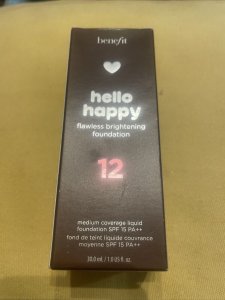 benefit
hello
happy
flawless brightening
foundation
12
medium coverage liquid
foundation SPF 15 PA++
fond de teint liquide couvrance
moyenne SPF 15 PA++
30.0 mL / 1.0 US fl. oz.